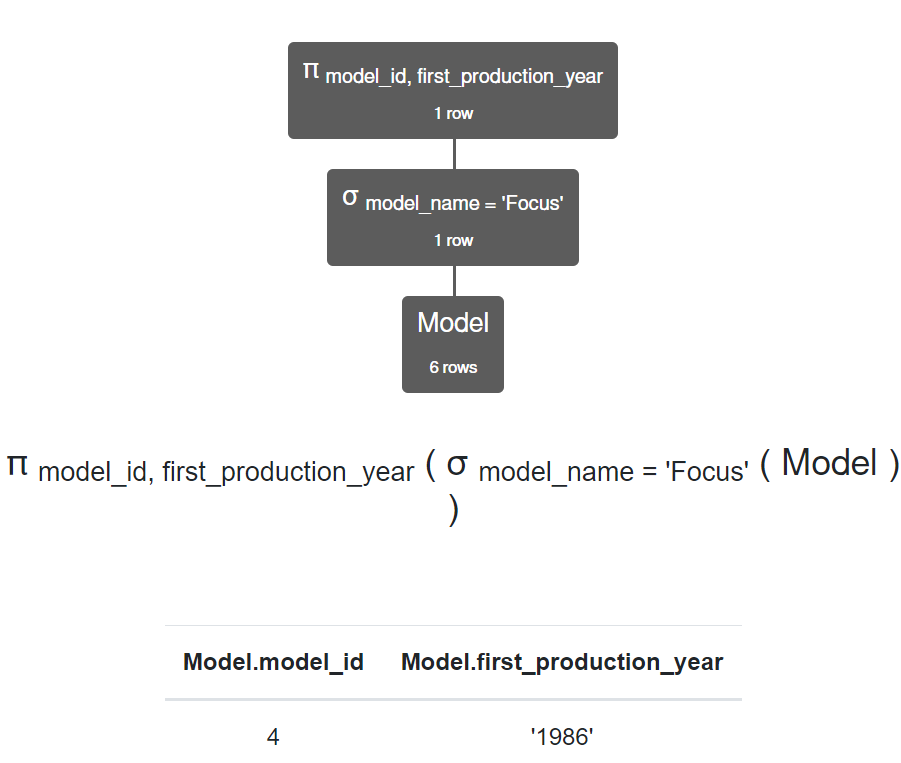 π model_id, first_production_year
1 row
σ model_name = 'Focus'
1 row
Model
6 rows
π model_id, first_production_year ( σ model_name = 'Focus' ( Model )
)
Model.model_id Model.first_production_year
4 '1986'